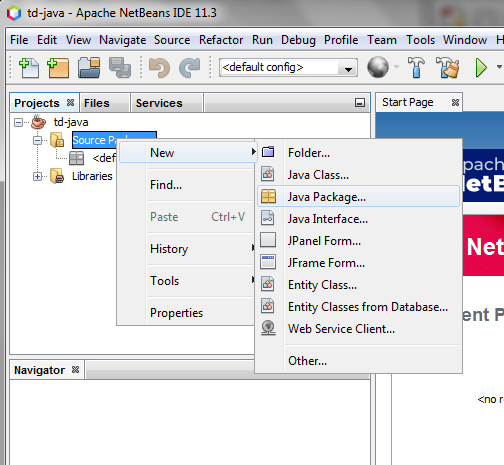 td-java - Apache NetBeans IDE 11.3
File Edit View Navigate Source Refactor Run Debug Profile Team Tools Window H
<default config>
Projects Files Services
Start Page
td-java
Source
<def
Libraries
New
Find...
Paste Ctrl+V
History
Tools
Properties
Folder...
Java Class...
Java Package...
Java Interface...
JPanel Form...
JFrame Form...
Entity Class...
Entity Classes from Database...
Web Service Client...
Other...
pac
etB
Net
ent P
<no r
Navigator